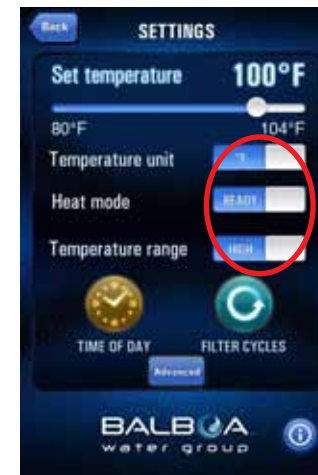 Back SETTINGS
Set temperature 100°F
80°F 104°F
Temperature unit °F
Heat mode READY
Temperature range HIGH
TIME OF DAY FILTER CYCLES
Advanced
BALBOA
water group
i